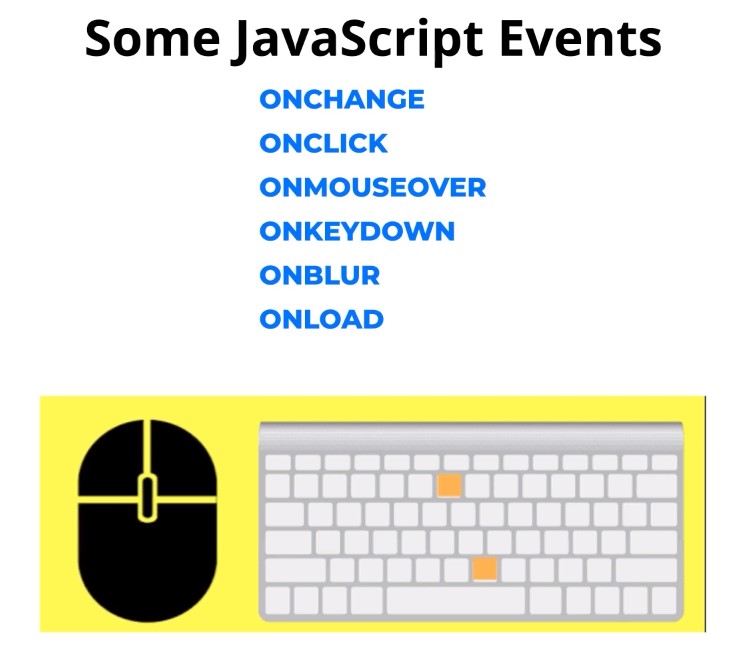 Some JavaScript Events
ONCHANGE
ONCLICK
ONMOUSEOVER
ONKEYDOWN
ONBLUR
ONLOAD